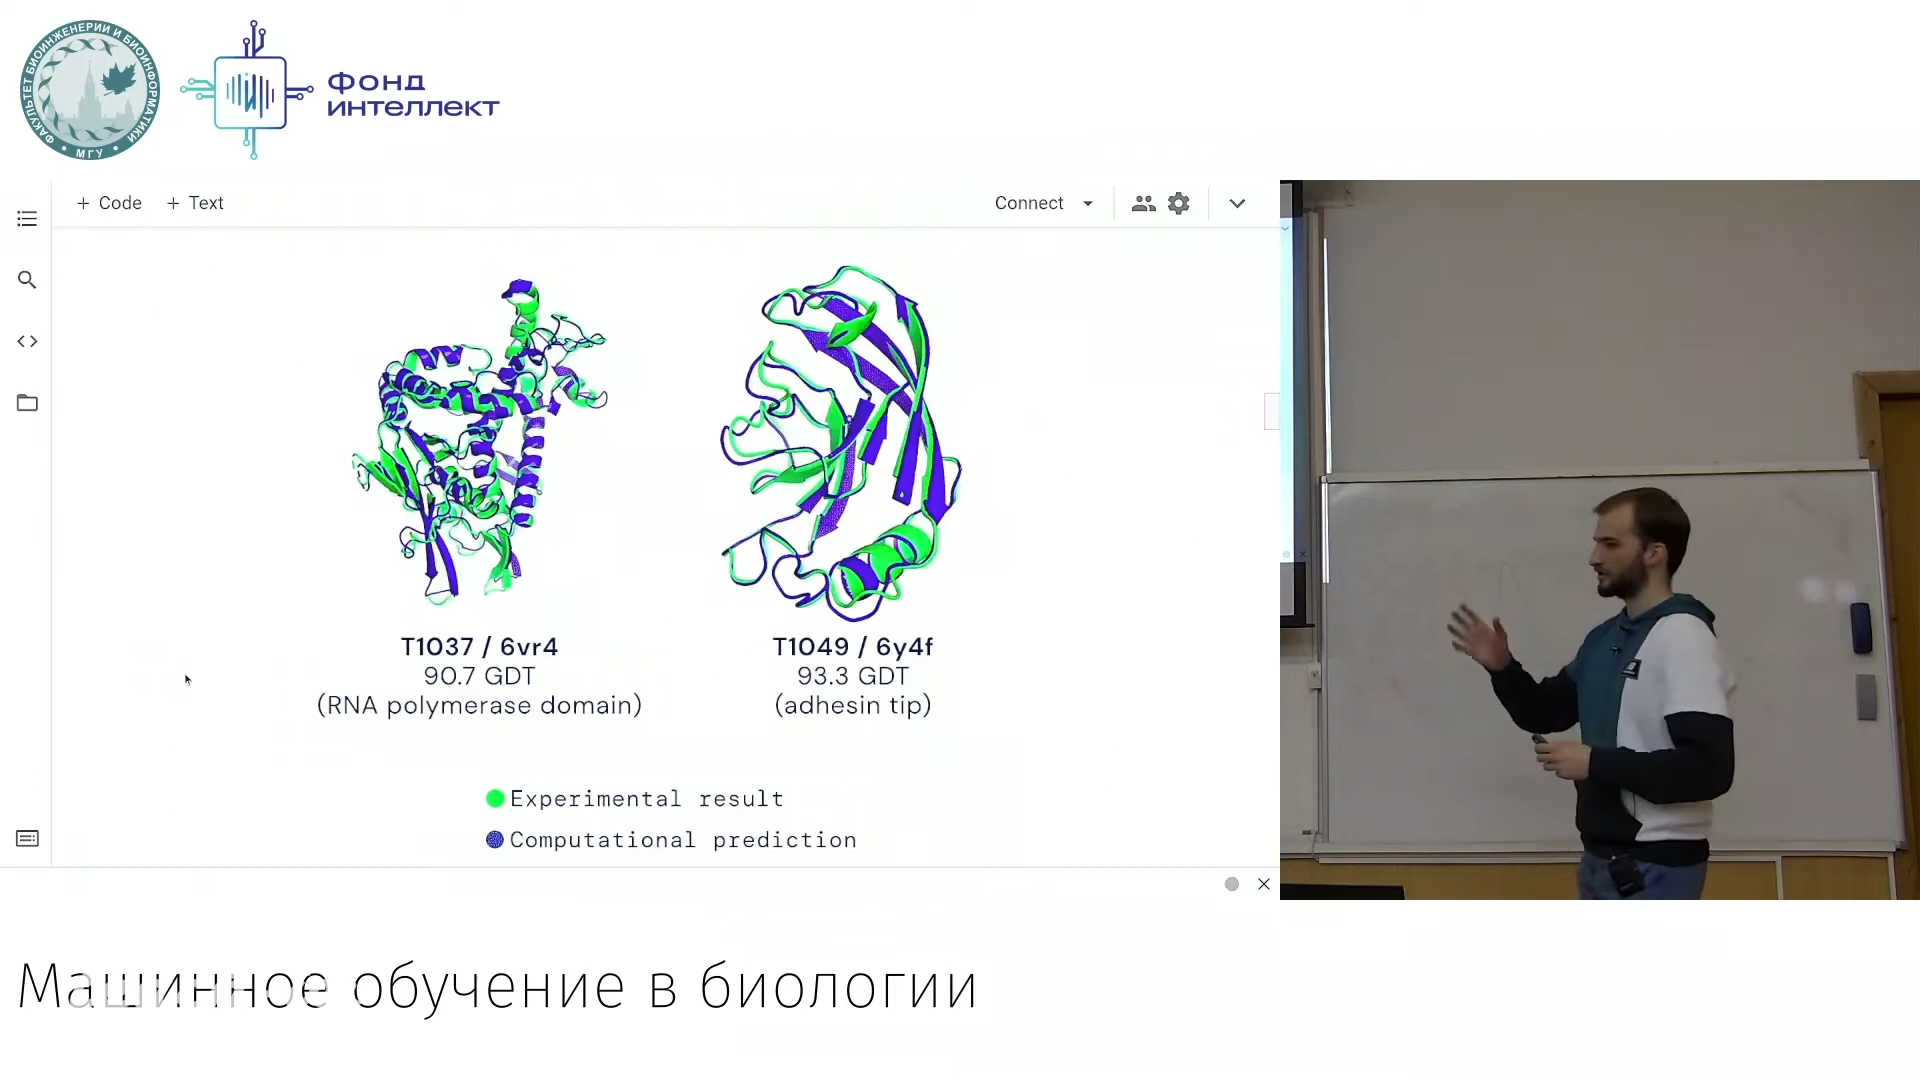 ФАКУЛЬТЕТ БИОИНЖЕНЕРИИ И БИОИНФОРМАТИКИ
• МГУ •
ФОНД
ИНТЕЛЛЕКТ
+ Code + Text
Connect
T1037 / 6vr4
90.7 GDT
(RNA polymerase domain)
T1049 / 6y4f
93.3 GDT
(adhesin tip)
Experimental result
Computational prediction
Машинное обучение в биологии